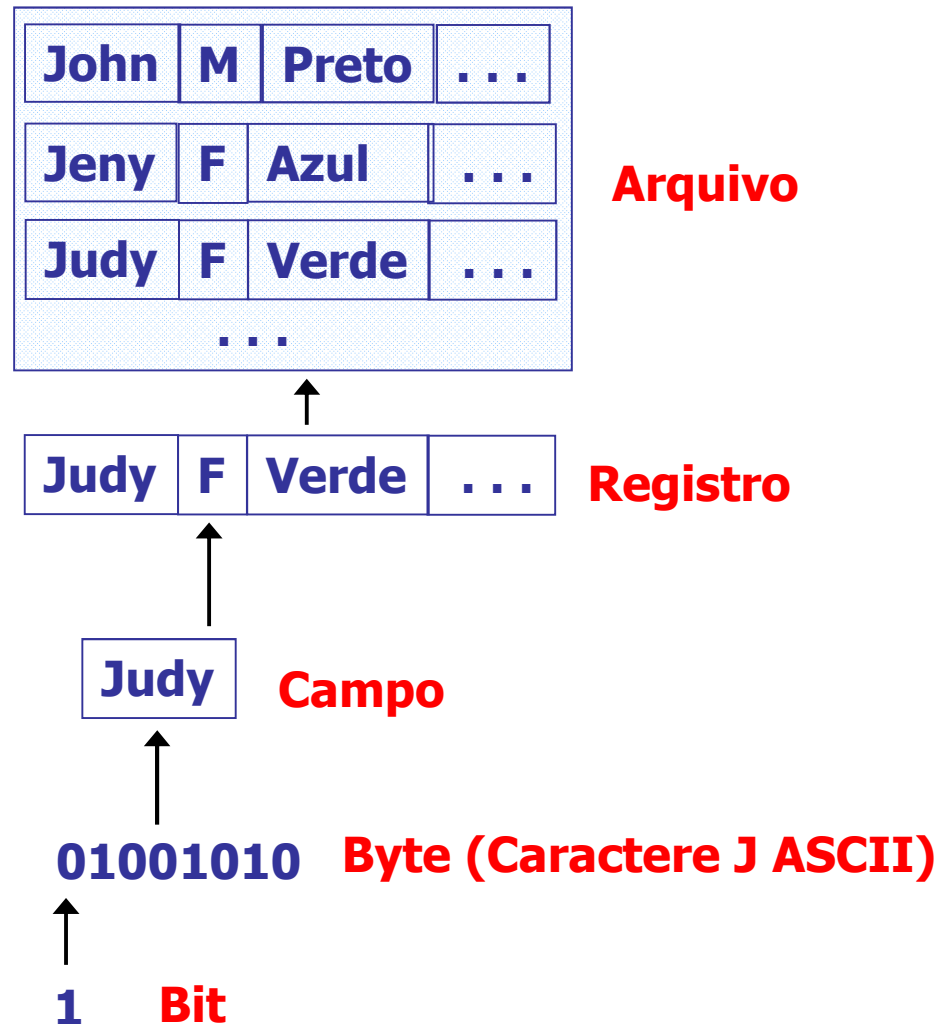 John M Preto ...
Jeny F Azul ...
Arquivo
Judy F Verde ...
...
Judy F Verde ... Registro
Judy Campo
01001010 Byte (Caractere J ASCII)
1 Bit